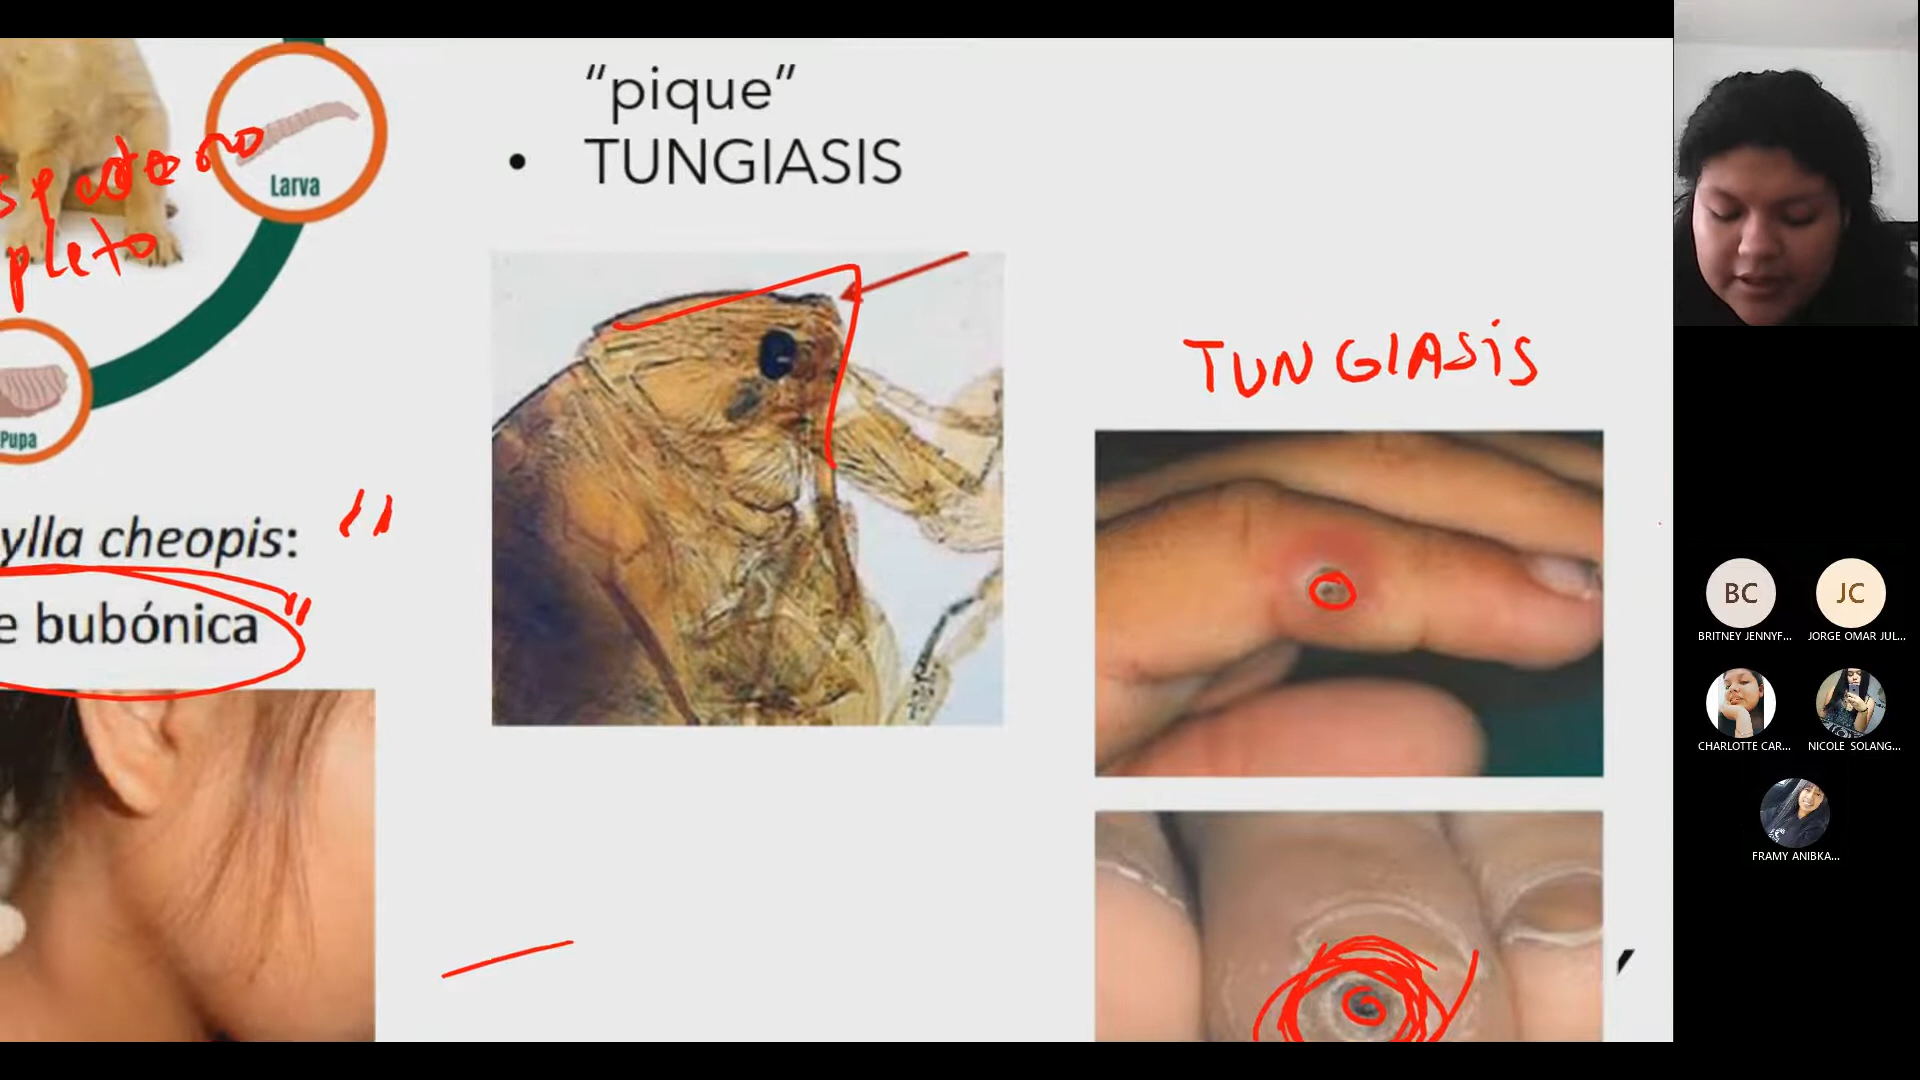 "pique"
• TUNGIASIS
Larva
pleto
Pupa
TUNGIASiS
ylla cheopis:
"
e bubónica"
BC
JC
BRITNEY JENNYF...
JORGE OMAR JUL...
CHARLOTTE CAR...
NICOLE SOLANG...
FRAMY ANIBKA...